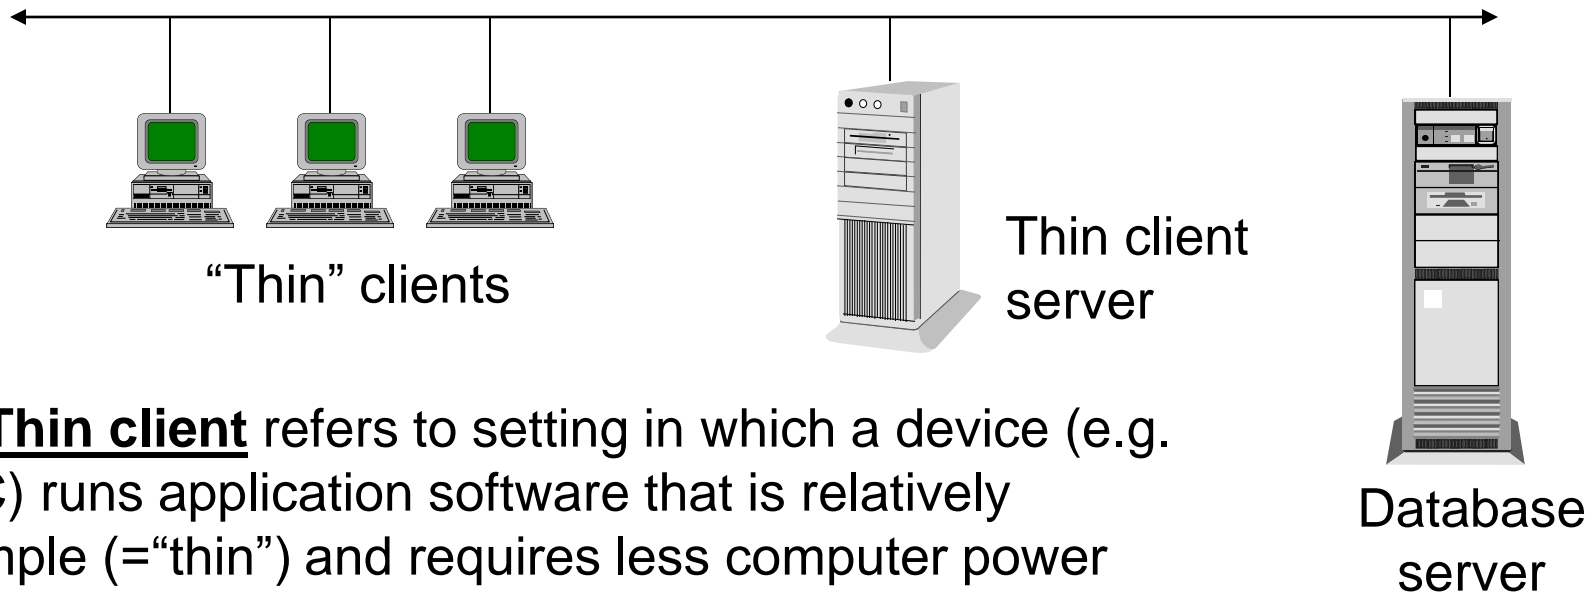 “Thin” clients
Thin client
server
Thin client refers to setting in which a device (e.g.
) runs application software that is relatively
(=“thin”) and requires less computer power
Database
server